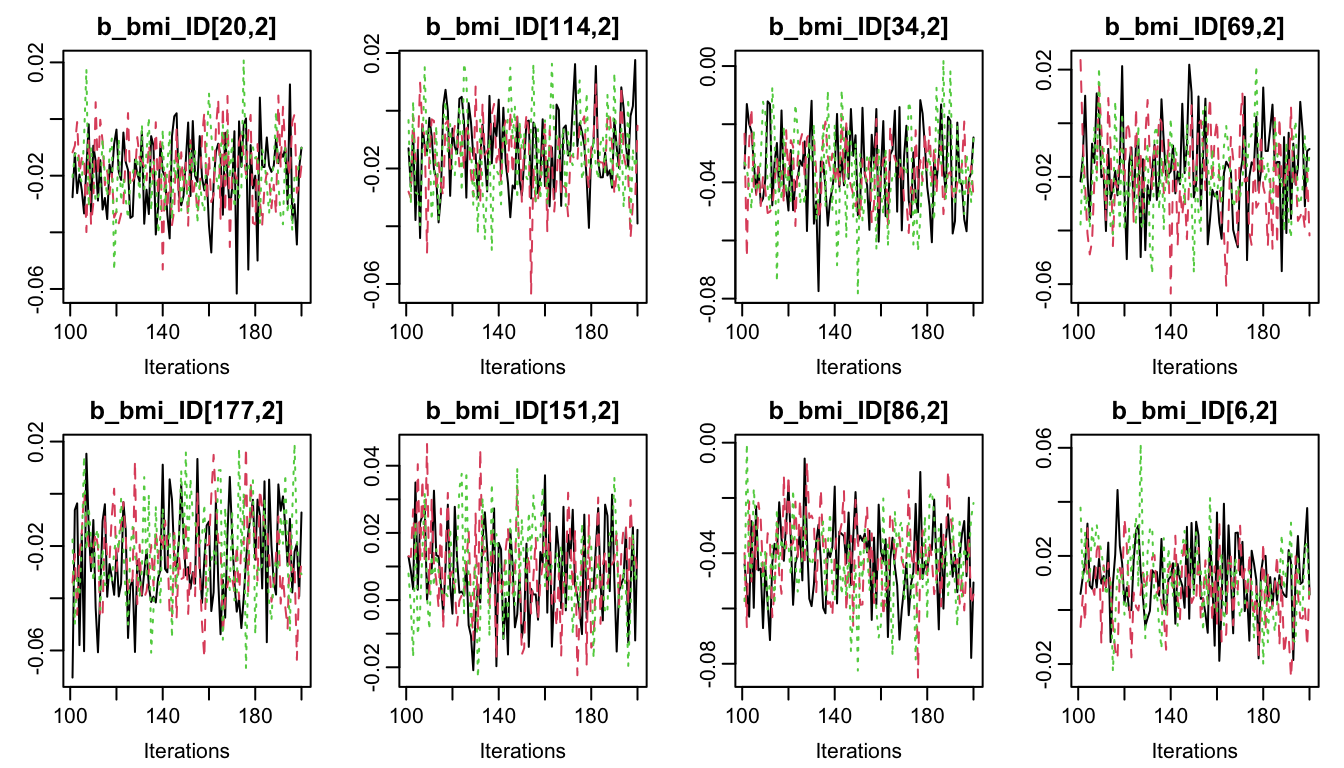 b_bmi_ID[20,2] b_bmi_ID[114,2] b_bmi_ID[34,2] b_bmi_ID[69,2]
0.02 -0.02 -0.06 0.02 -0.02 -0.06 0.00 -0.04 -0.08 0.02 -0.02 -0.06
100 140 180 100 140 180 100 140 180 100 140 180
Iterations Iterations Iterations Iterations
b_bmi_ID[177,2] b_bmi_ID[151,2] b_bmi_ID[86,2] b_bmi_ID[6,2]
0.02 -0.02 -0.06 0.04 0.02 0.00 -0.02 0.00 -0.04 -0.08 0.06 0.02 -0.02
100 140 180 100 140 180 100 140 180 100 140 180
Iterations Iterations Iterations Iterations